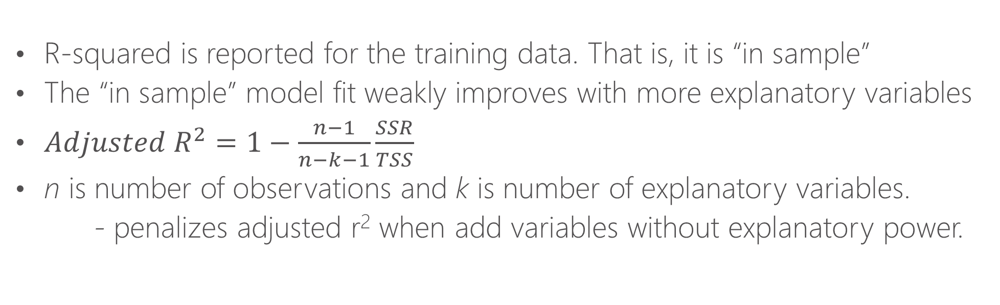 • R-squared is reported for the training data. That is, it is “in sample”
• The “in sample” model fit weakly improves with more explanatory variables
• Adjusted R² = 1 − \frac{n−1}{n−k−1} \frac{SSR}{TSS}
• n is number of observations and k is number of explanatory variables.
- penalizes adjusted r² when add variables without explanatory power.